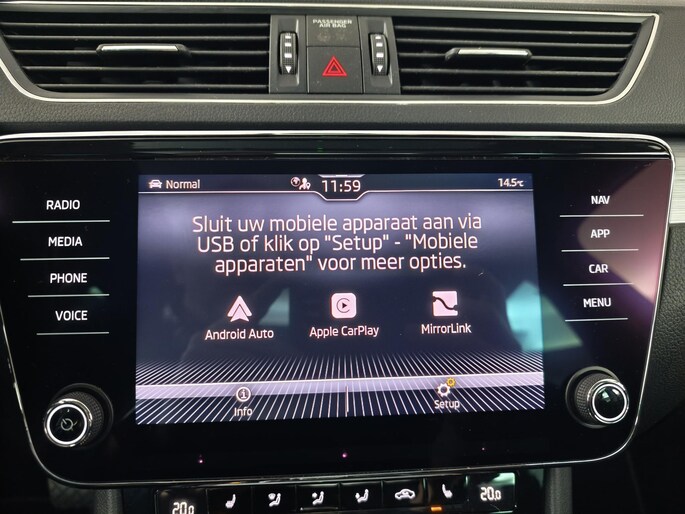 PASSENGER
AIR BAG
Normal
11:59
14.5°C
RADIO
MEDIA
PHONE
VOICE
NAV
APP
CAR
MENU
Sluit uw mobiele apparaat aan via
USB of klik op "Setup" - "Mobiele
apparaten" voor meer opties.
Android Auto
Apple CarPlay
MirrorLink
Info
Setup
20.0
20.0